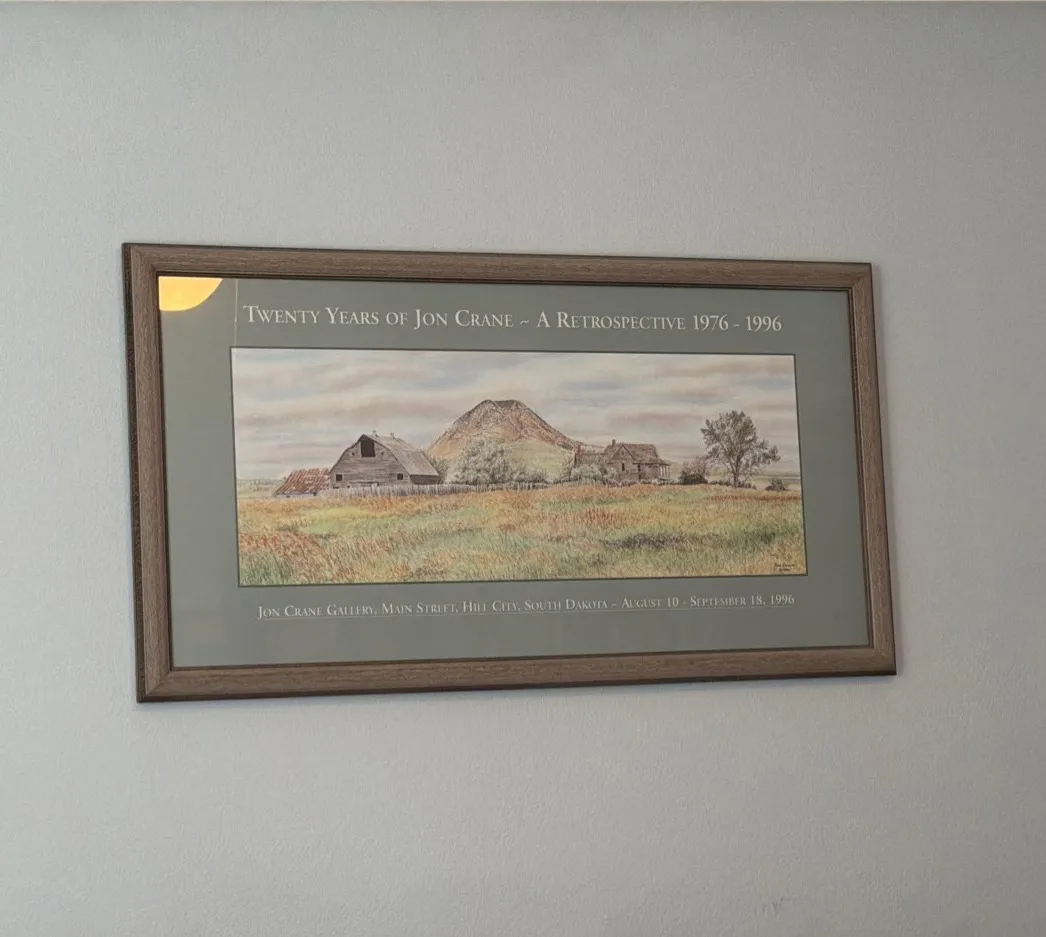 Twenty Years of Jon Crane ~ A Retrospective 1976 - 1996
Jon Crane Gallery, Main Street, Hill City, South Dakota ~ August 10 - September 18, 1996